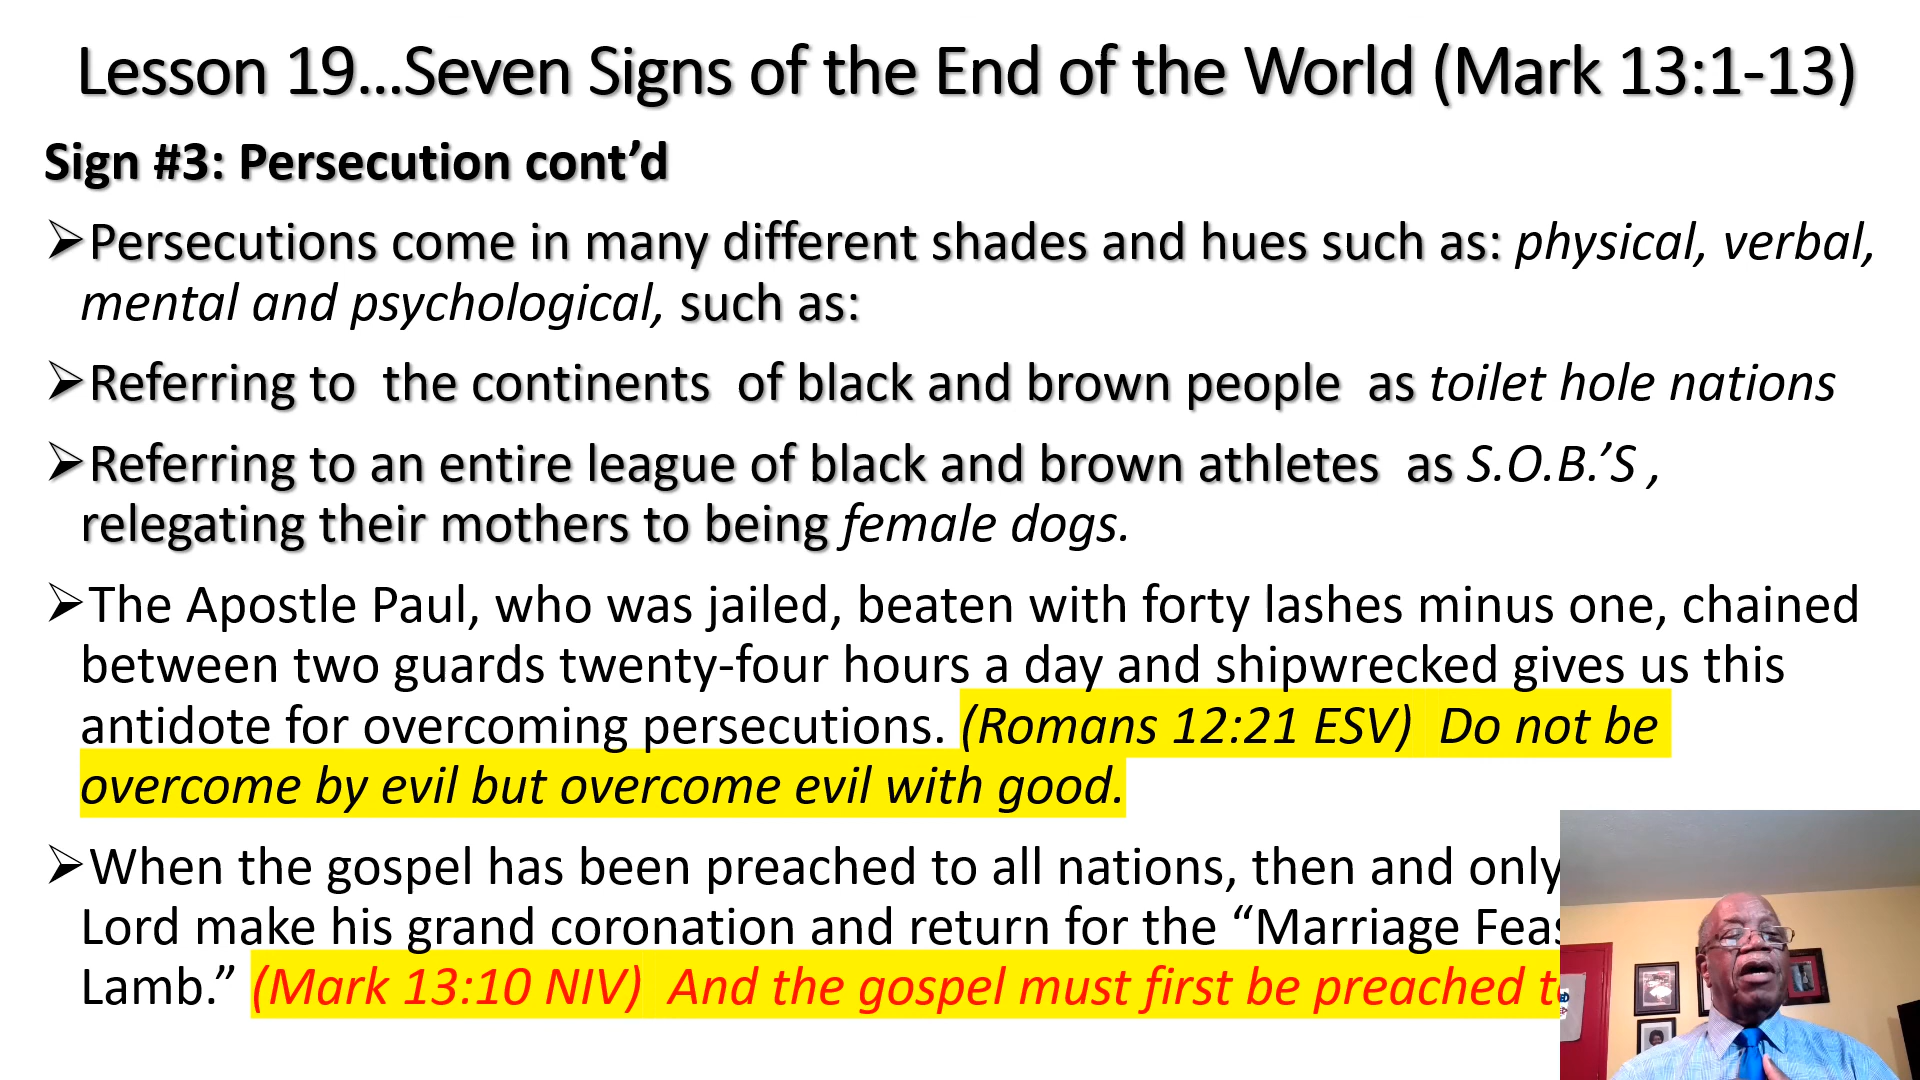 Lesson 19...Seven Signs of the End of the World (Mark 13:1-13)
Sign #3: Persecution cont’d
➢Persecutions come in many different shades and hues such as: physical, verbal,
mental and psychological, such as:
➢Referring to the continents of black and brown people as toilet hole nations
➢Referring to an entire league of black and brown athletes as S.O.B.’S ,
relegating their mothers to being female dogs.
➢The Apostle Paul, who was jailed, beaten with forty lashes minus one, chained
between two guards twenty-four hours a day and shipwrecked gives us this
antidote for overcoming persecutions. (Romans 12:21 ESV) Do not be
overcome by evil but overcome evil with good.
➢When the gospel has been preached to all nations, then and only
Lord make his grand coronation and return for the “Marriage
Lamb.” (Mark 13:10 NIV) And the gospel must first be preached